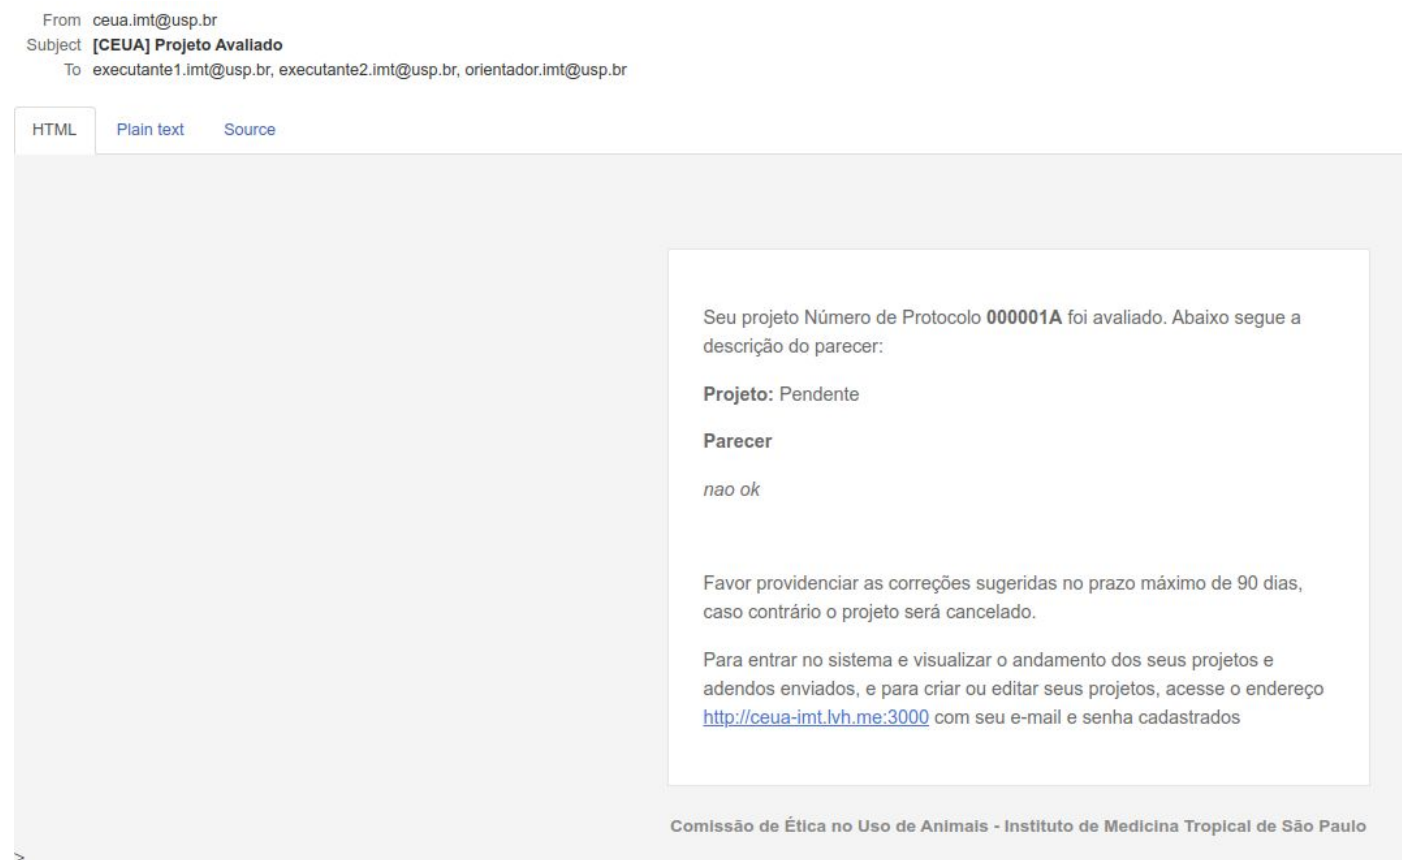 From ceua.imt@usp.br
Subject [CEUA] Projeto Avaliado
To executante1.imt@usp.br, executante2.imt@usp.br, orientador.imt@usp.br
HTML Plain text Source
Seu projeto Número de Protocolo 000001A foi avaliado. Abaixo segue a
descrição do parecer:
Projeto: Pendente
Parecer
nao ok
Favor providenciar as correções sugeridas no prazo máximo de 90 dias,
caso contrário o projeto será cancelado.
Para entrar no sistema e visualizar o andamento dos seus projetos e
adendos enviados, e para criar ou editar seus projetos, acesse o endereço
http://ceua-imt.lvh.me:3000 com seu e-mail e senha cadastrados
Comissão de Ética no Uso de Animais - Instituto de Medicina Tropical de São Paulo
>